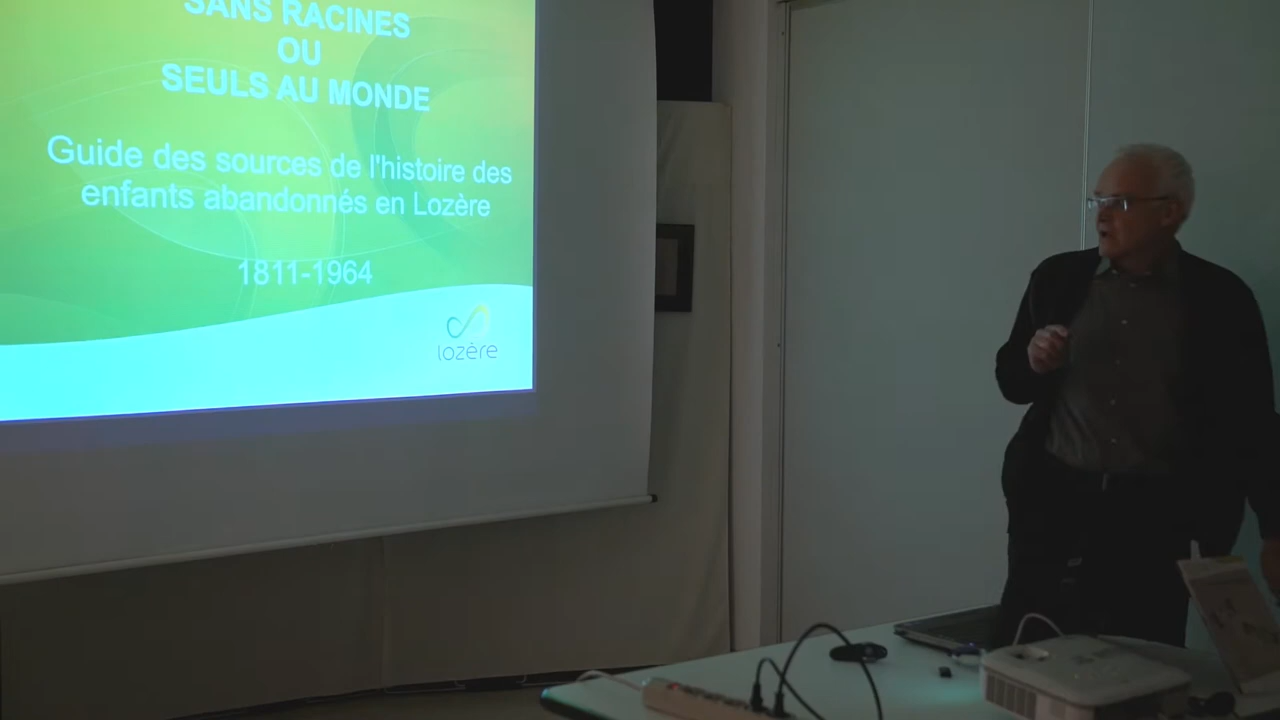 SANS RACINES
OU
SEULS AU MONDE
Guide des sources de l'histoire des
enfants abandonnés en Lozère
1811-1964
lozère